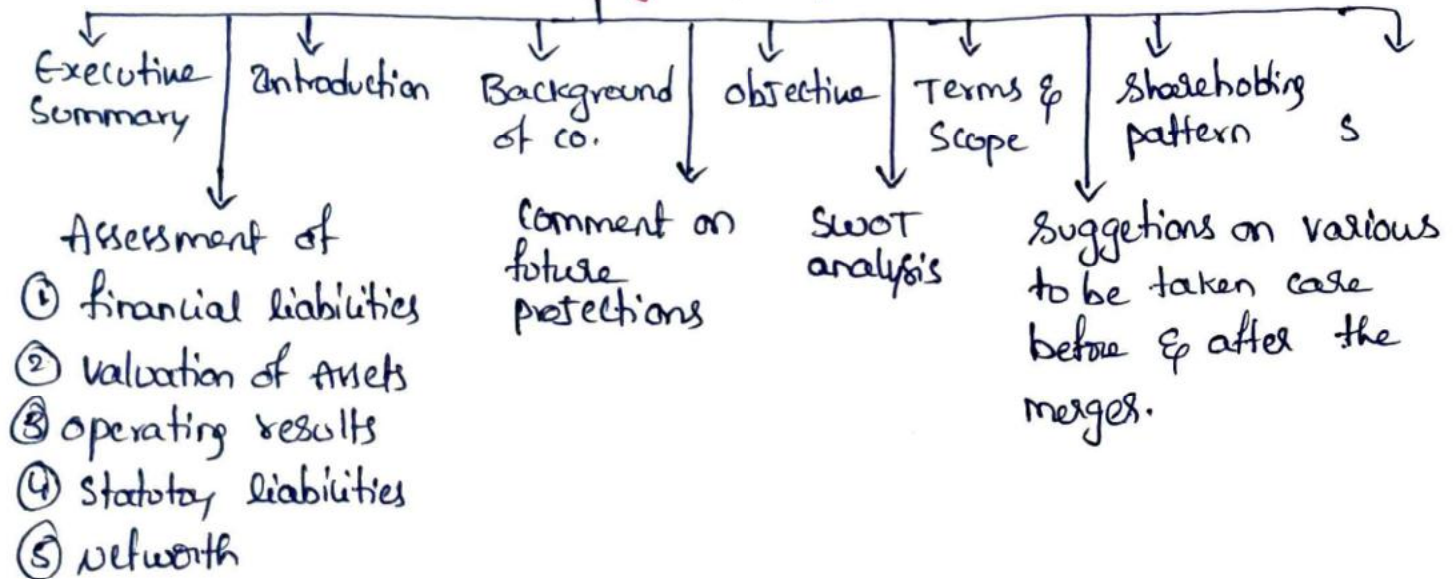 Executive
Summary
Introduction
Background
of co.
Objective
Terms &
Scope
Shareholding
pattern
S
Assessment of
① financial liabilities
② valuation of Assets
③ operating results
④ Statutory liabilities
⑤ Networth
Comment on
future
projections
SWOT
analysis
Suggetions on various
to be taken care
before & after the
merger.